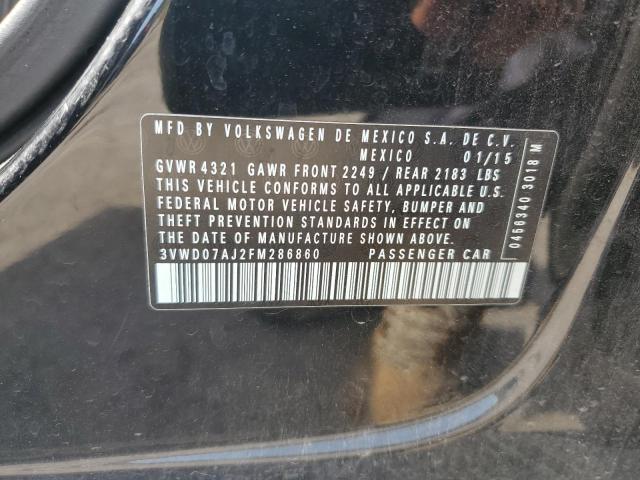 MFD BY VOLKSWAGEN DE MEXICO S.A. DE C.V.
MEXICO 01/15
GVWR 4321 GAWR FRONT 2249 / REAR 2183 LBS
THIS VEHICLE CONFORMS TO ALL APPLICABLE U.S.
FEDERAL MOTOR VEHICLE SAFETY, BUMPER AND
THEFT PREVENTION STANDARDS IN EFFECT ON
THE DATE OF MANUFACTURE SHOWN ABOVE.
3VWD07AJ2FM286860 PASSENGER CAR
0456340 3018 M